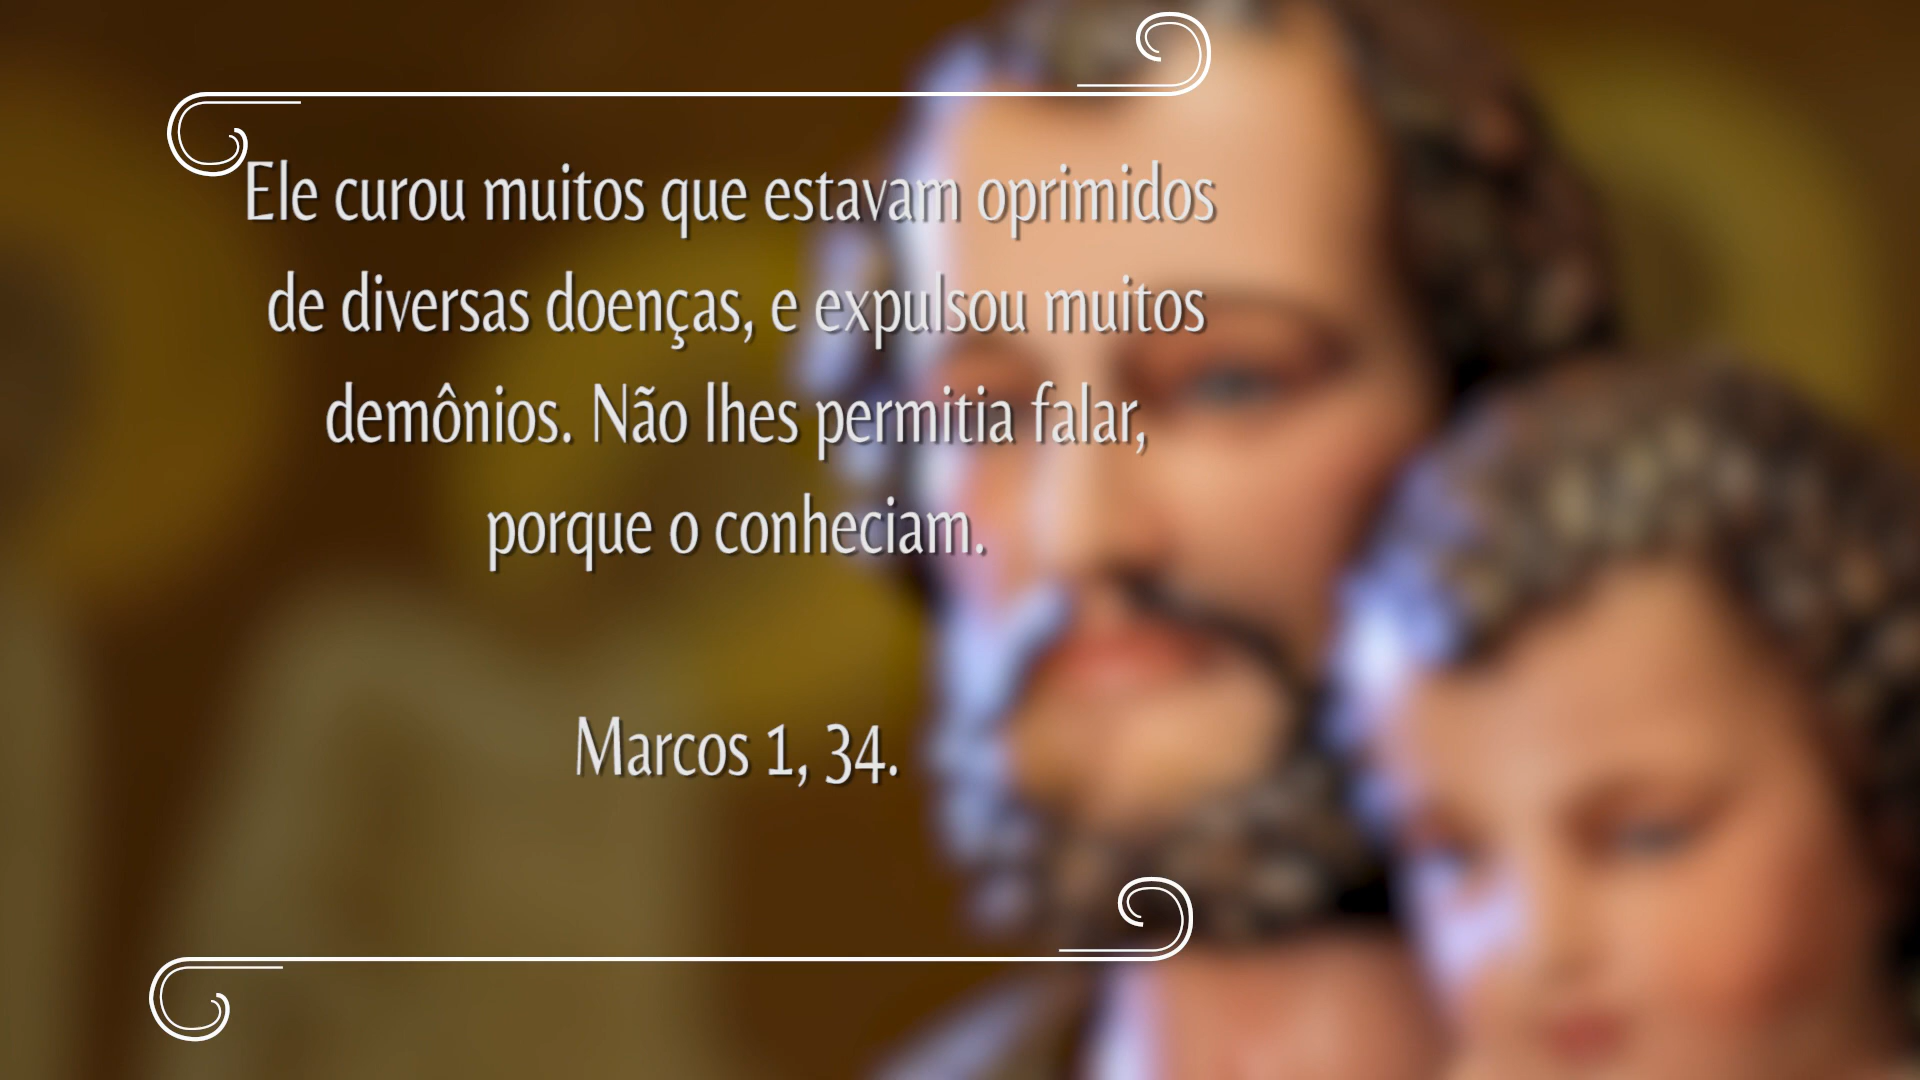 Ele curou muitos que estavam oprimidos
de diversas doenças, e expulsou muitos
demônios. Não lhes permitia falar,
porque o conheciam.
Marcos 1, 34.